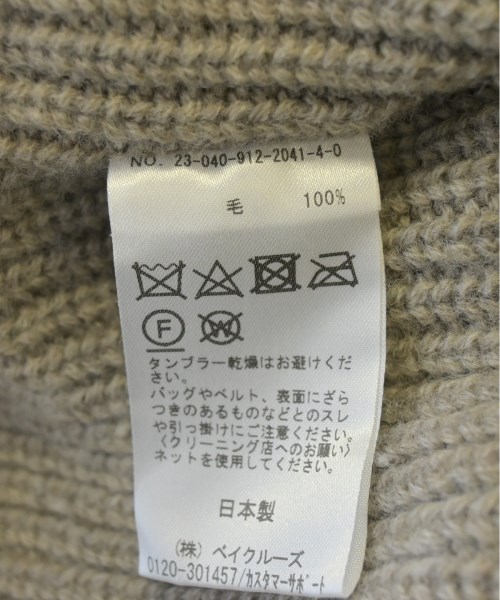 NO. 23-040-912-2041-4-0
毛 100%
F W
タンブラー乾燥はお避けくだ
さい。
バッグやベルト、表面にざら
つきのあるものなどとのスレ
や引っ掛けにご注意ください。
〈クリーニング店へのお願い〉
ネットを使用してください。
日本製
(株) ベイクルーズ
0120-301457/カスタマーサポート